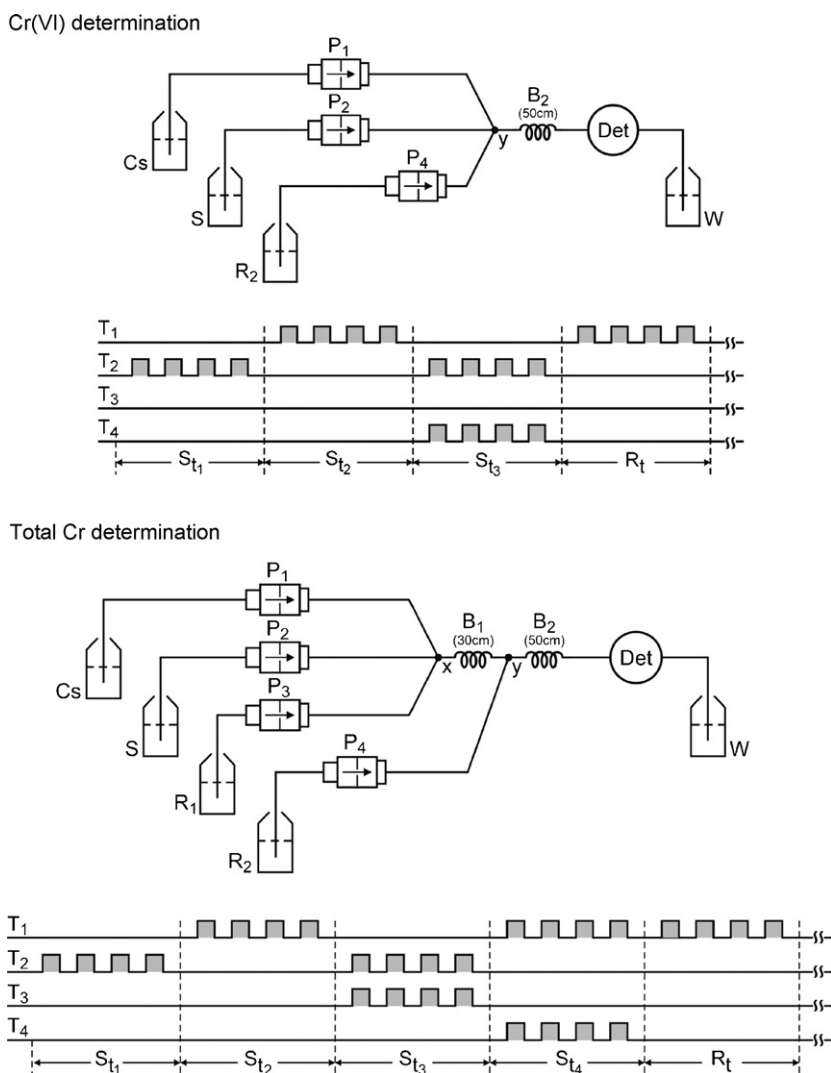 Cr(VI) determination
P₁
P₂
B₂
(50cm)
Det
Cs
y
P₄
S
W
R₂
T₁
T₂
T₃
T₄
St₁ St₂ St₃ Rt
Total Cr determination
P₁
P₂
B₁ B₂
(30cm) (50cm)
Det
x y
Cs
P₃
S
P₄
W
R₁
R₂
T₁
T₂
T₃
T₄
St₁ St₂ St₃ St₄ Rt